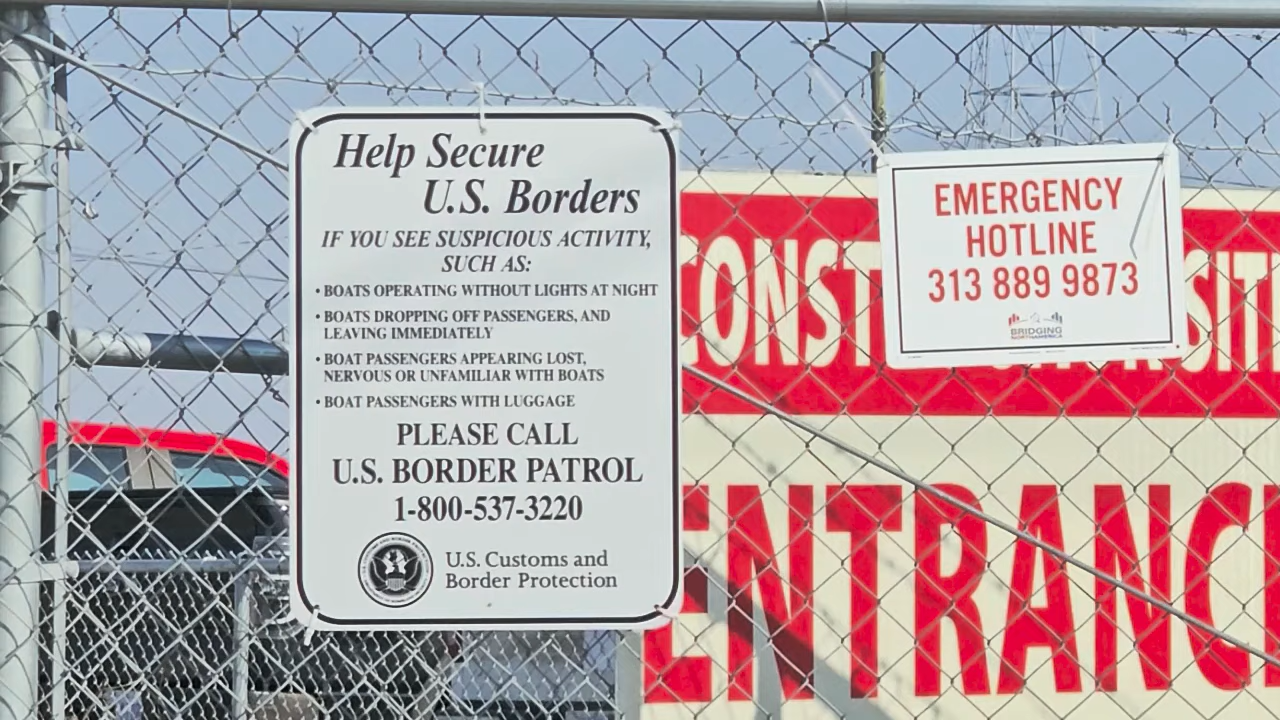 Help Secure
U.S. Borders
IF YOU SEE SUSPICIOUS ACTIVITY,
SUCH AS:
• BOATS OPERATING WITHOUT LIGHTS AT NIGHT
• BOATS DROPPING OFF PASSENGERS, AND
LEAVING IMMEDIATELY
• BOAT PASSENGERS APPEARING LOST,
NERVOUS OR UNFAMILIAR WITH BOATS
• BOAT PASSENGERS WITH LUGGAGE
PLEASE CALL
U.S. BORDER PATROL
1-800-537-3220
U.S. Customs and
Border Protection
EMERGENCY
HOTLINE
313 889 9873
BRIDGING
NORTHAMERICA
CONST
SIT
ENTRANC